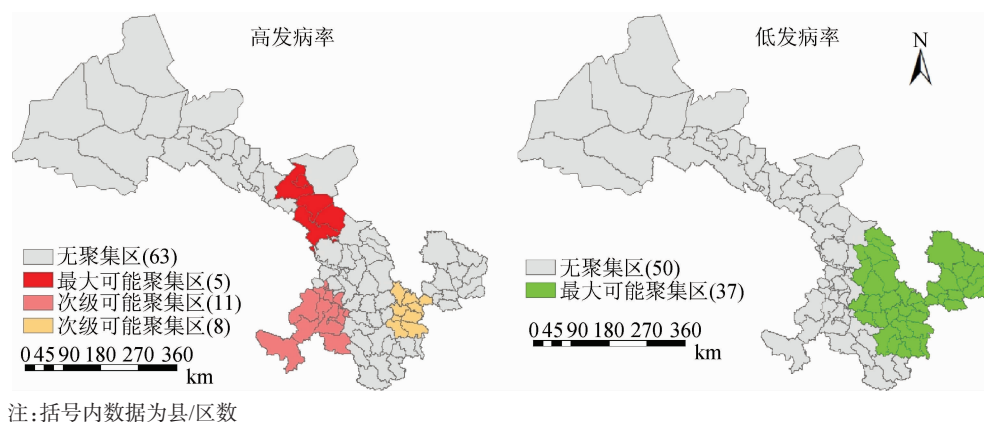 高发病率
无聚集区(63)
最大可能聚集区(5)
次级可能聚集区(11)
次级可能聚集区(8)
0 45 90 180 270 360
km
低发病率
N
无聚集区(50)
最大可能聚集区(37)
0 45 90 180 270 360
km
注:括号内数据为县/区数